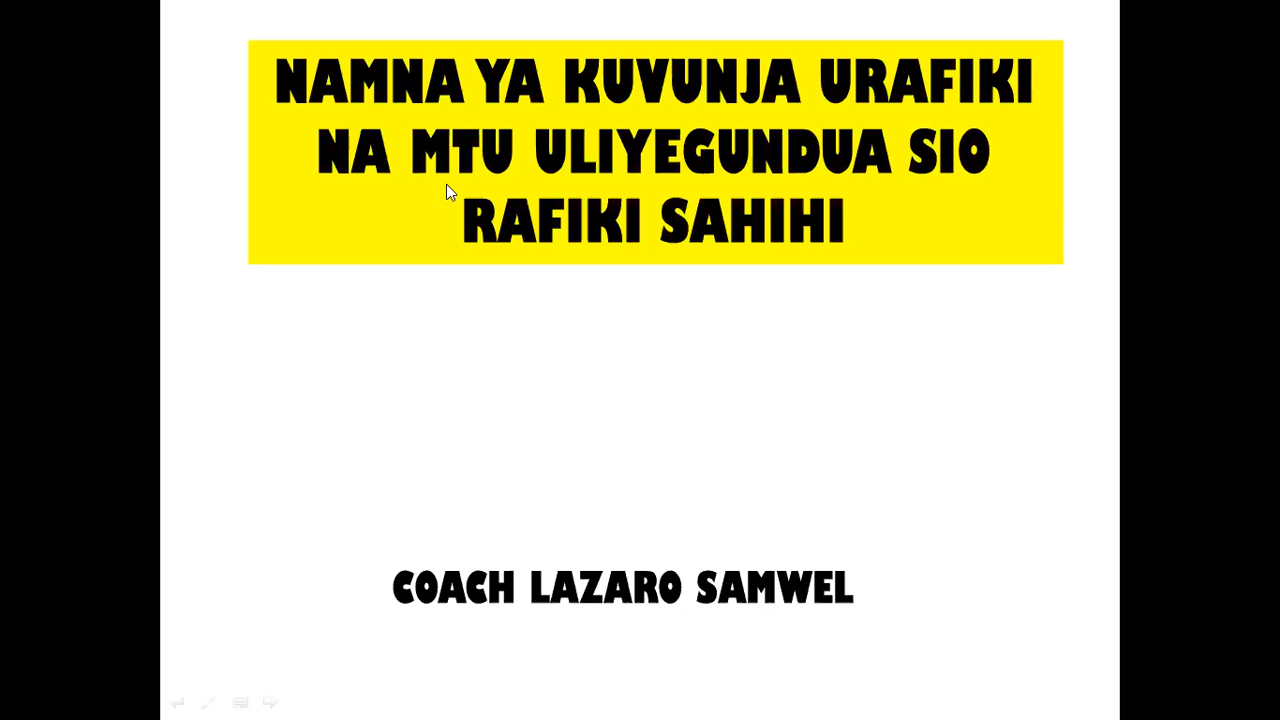 NAMNA YA KUVUNJA URAFIKI
NA MTU ULIYEGUNDUA SIO
RAFIKI SAHIHI
COACH LAZARO SAMWEL